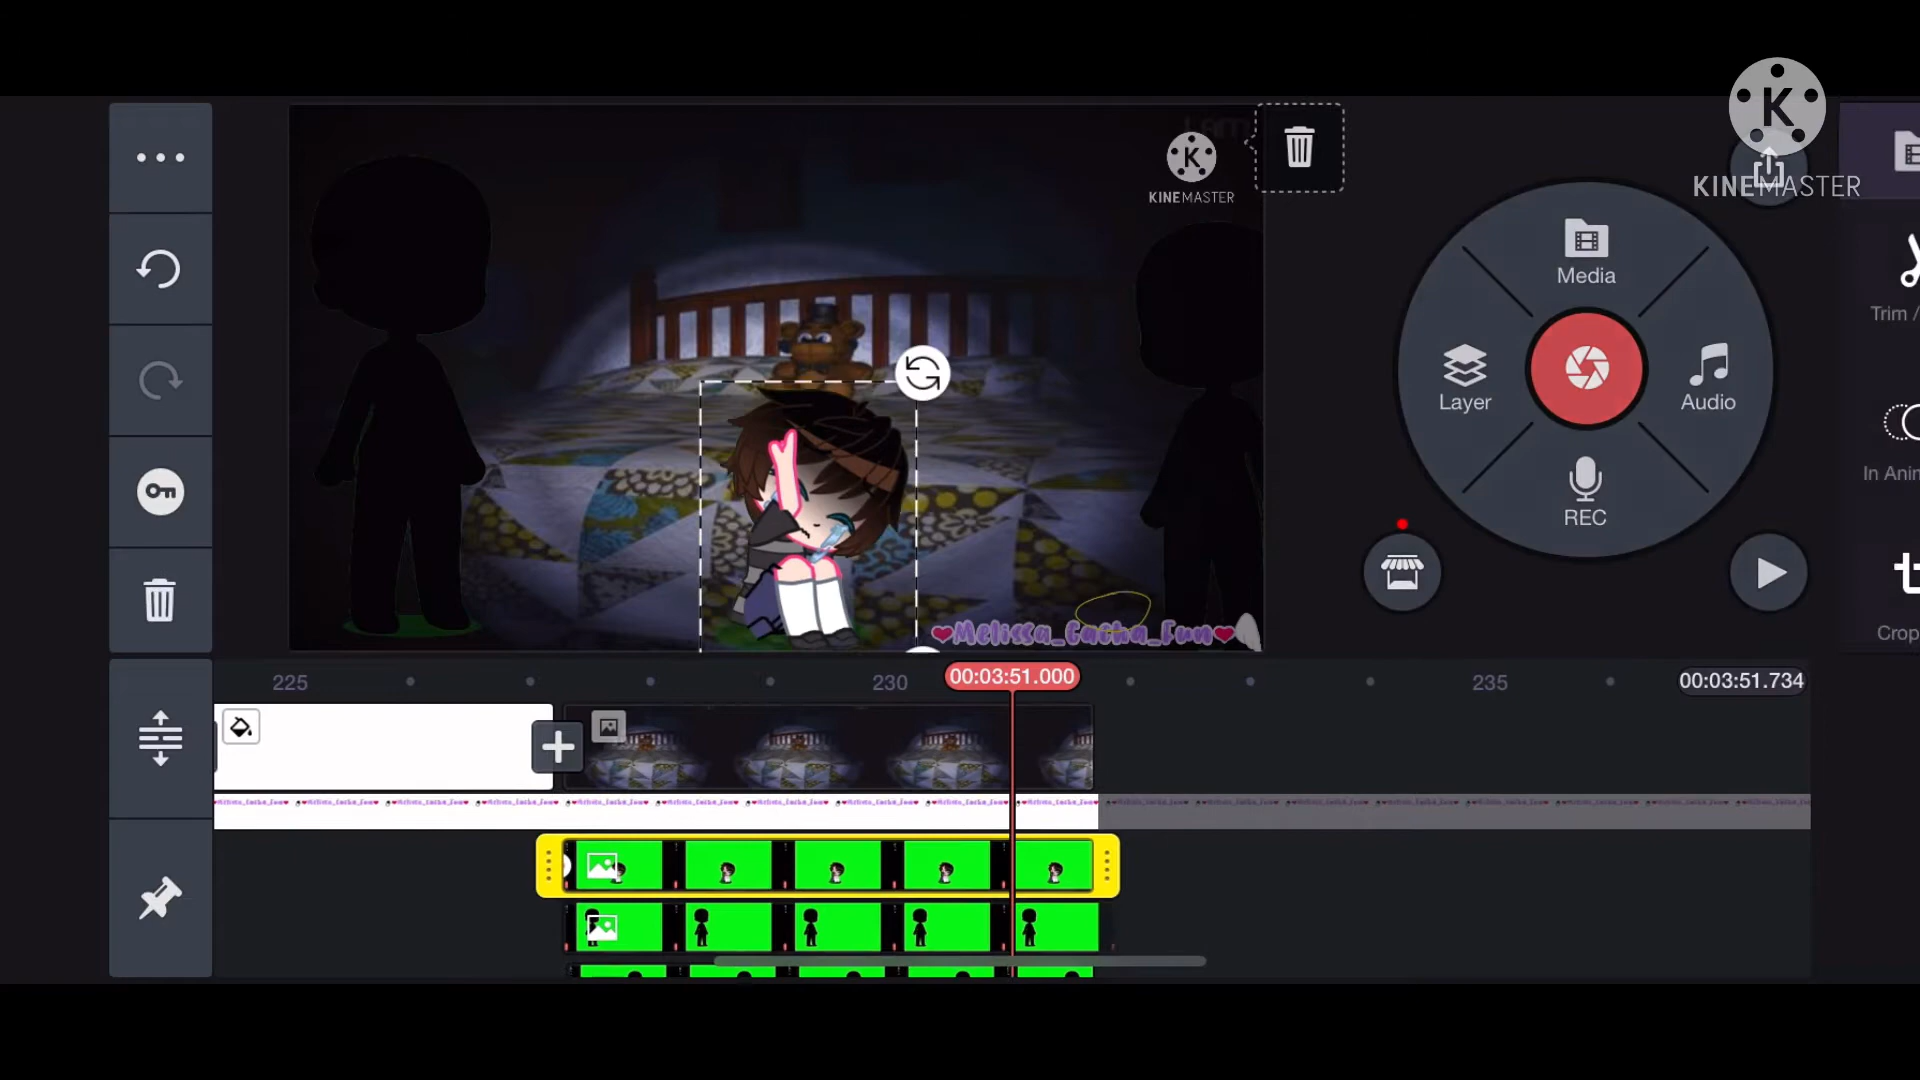 KINEMASTER
KINEMASTER
Media
Layer
Audio
REC
Trim /
In Anim
Crop
❤Melissa_Gacha_Fun❤
225
230
00:03:51.000
235
00:03:51.734